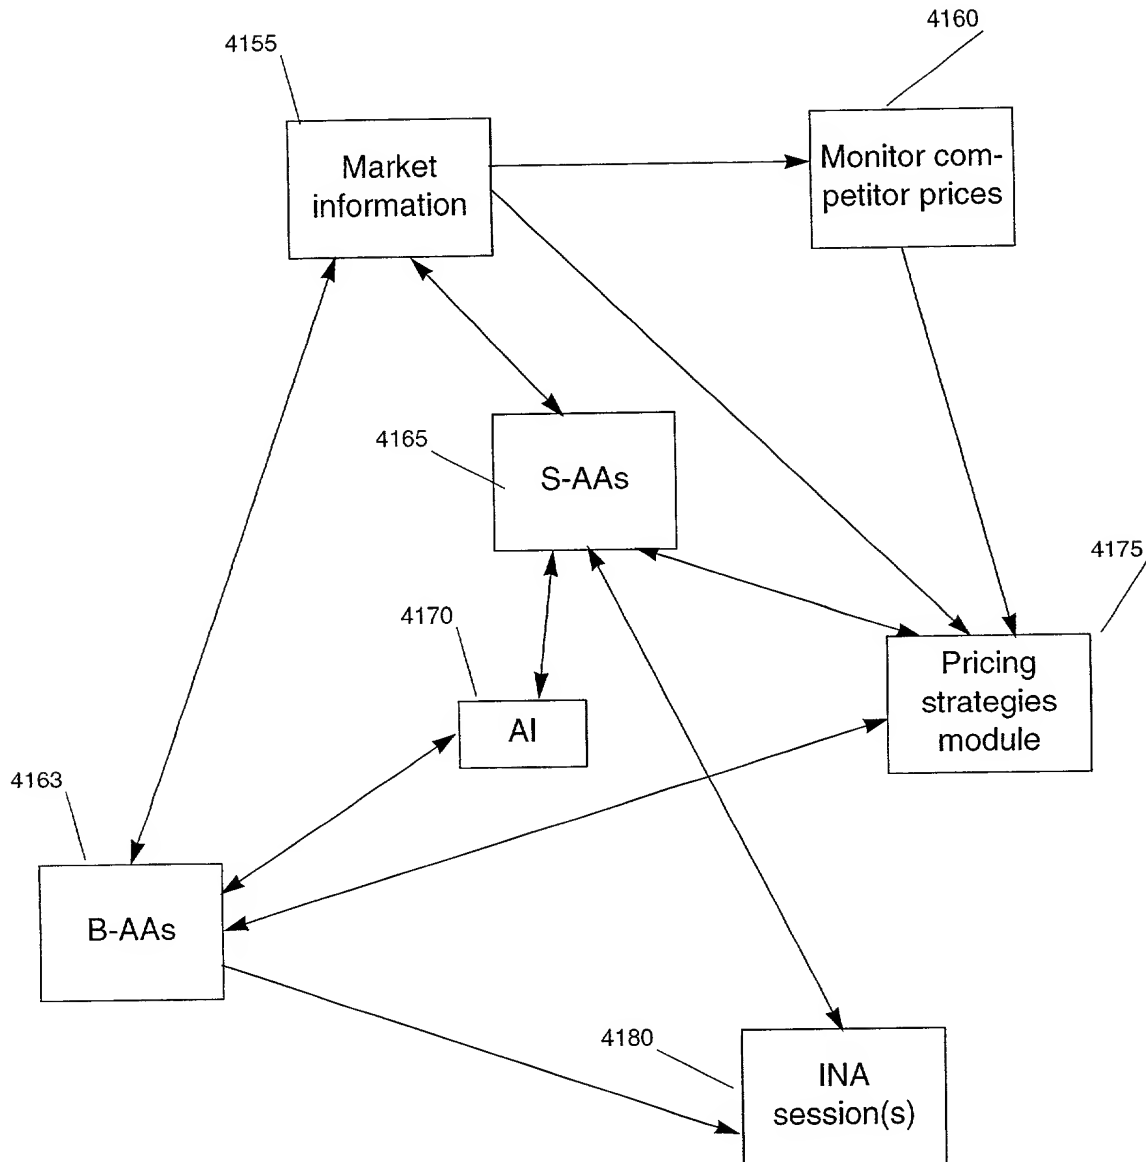 4160
4155
Market
information
Monitor com-
petitor prices
4165
S-AAs
4175
4170
Pricing
strategies
module
AI
4163
B-AAs
4180
INA
session(s)